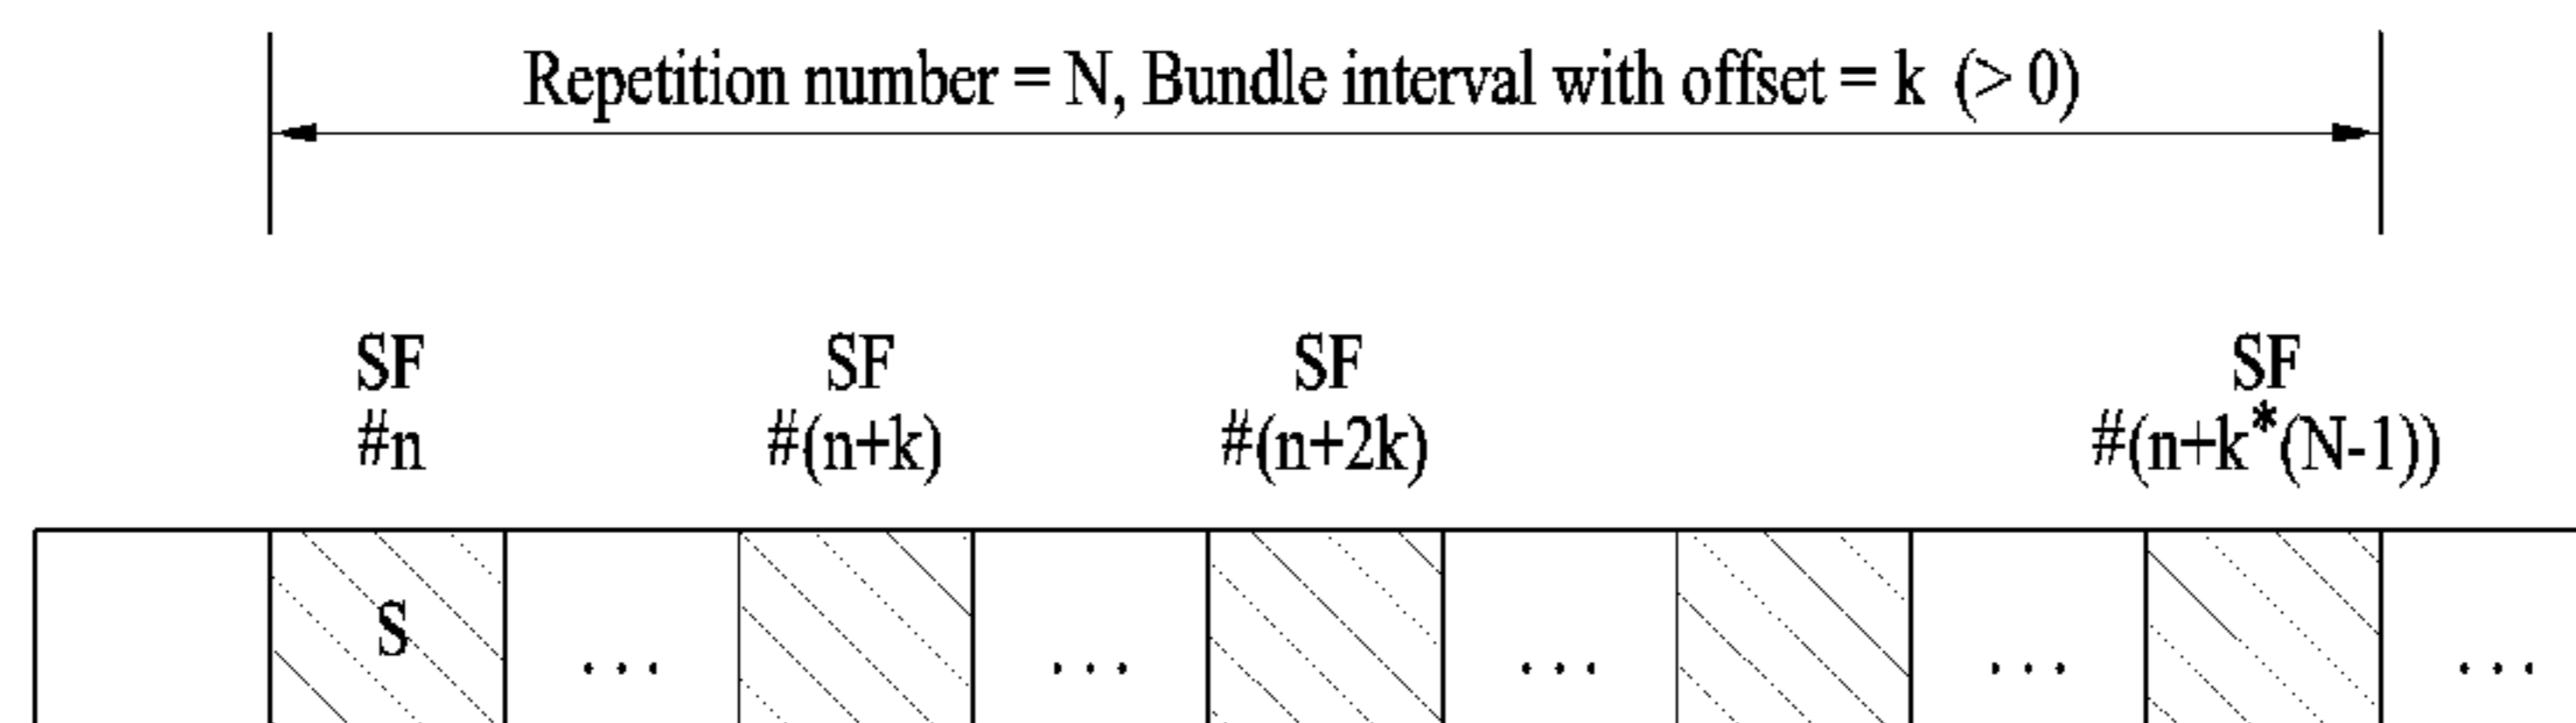 Repetition number = N, Bundle interval with offset = k (> 0)
SF SF SF SF
#n #(n+k) #(n+2k) #(n+k*(N-1))
S ... ... ... ... ...